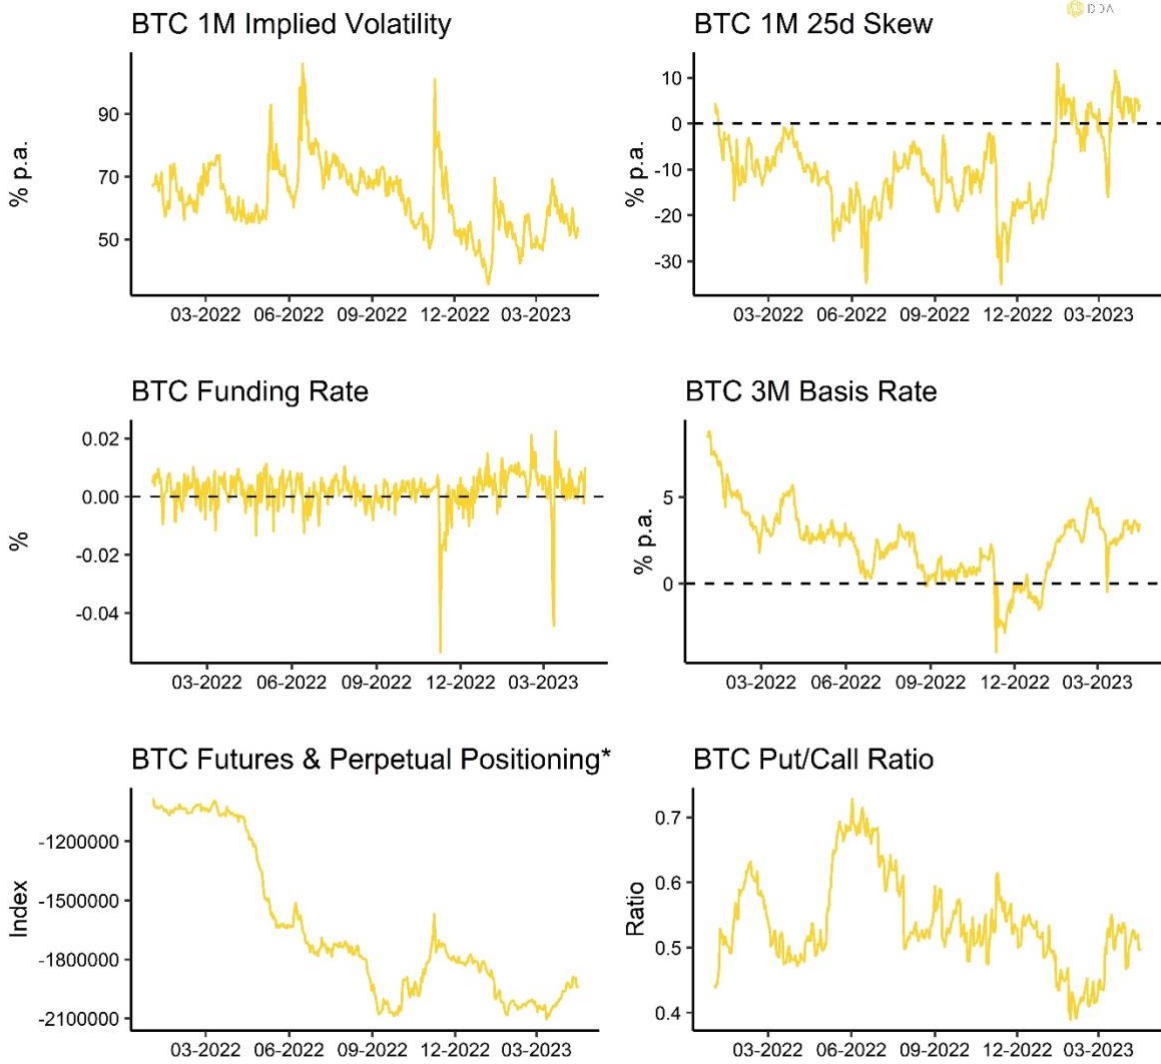 DDA
BTC 1M Implied Volatility
% p.a.
90
70
50
03-2022 06-2022 09-2022 12-2022 03-2023
BTC 1M 25d Skew
% p.a.
10
0
-10
-20
-30
03-2022 06-2022 09-2022 12-2022 03-2023
BTC Funding Rate
%
0.02
0.00
-0.02
-0.04
03-2022 06-2022 09-2022 12-2022 03-2023
BTC 3M Basis Rate
% p.a.
5
0
03-2022 06-2022 09-2022 12-2022 03-2023
BTC Futures & Perpetual Positioning*
Index
-1200000
-1500000
-1800000
-2100000
03-2022 06-2022 09-2022 12-2022 03-2023
BTC Put/Call Ratio
Ratio
0.7
0.6
0.5
0.4
03-2022 06-2022 09-2022 12-2022 03-2023